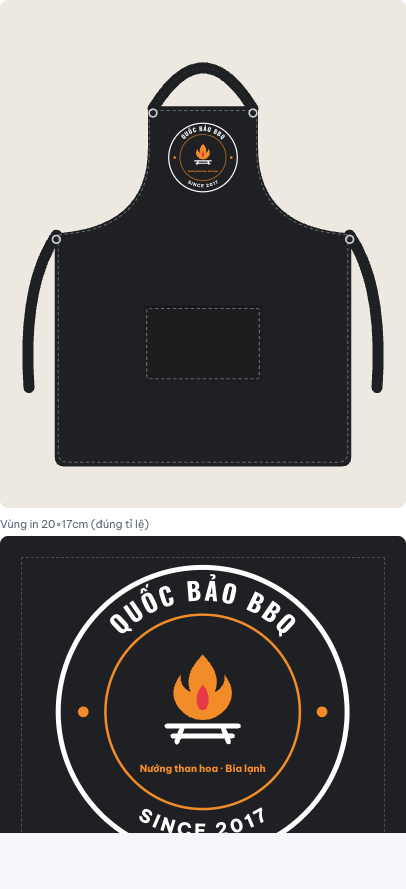 QUỐC BẢO BBQ
SINCE 2017
Vùng in 20×17cm (đúng tỉ lệ)
QUỐC BẢO BBQ
Nướng than hoa · Bia lạnh
SINCE 2017